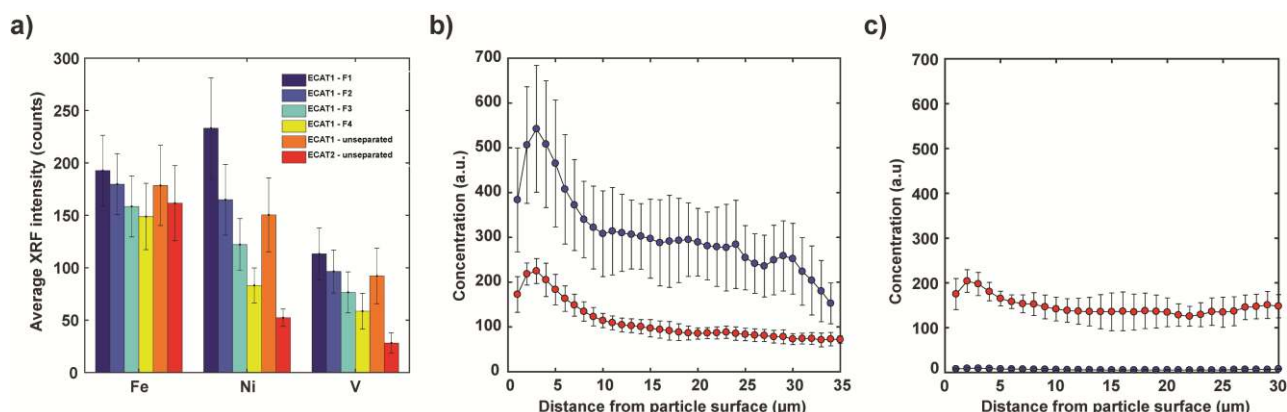 a)
300
250
200
150
100
50
0
Average XRF intensity (counts)
ECAT1 - F1
ECAT1 - F2
ECAT1 - F3
ECAT1 - F4
ECAT1 - unseparated
ECAT2 - unseparated
Fe Ni V
b)
700
600
500
400
300
200
100
0
Concentration (a.u.)
0 5 10 15 20 25 30 35
Distance from particle surface (μm)
c)
700
600
500
400
300
200
100
0
Concentration (a.u)
0 5 10 15 20 25 30
Distance from particle surface (μm)